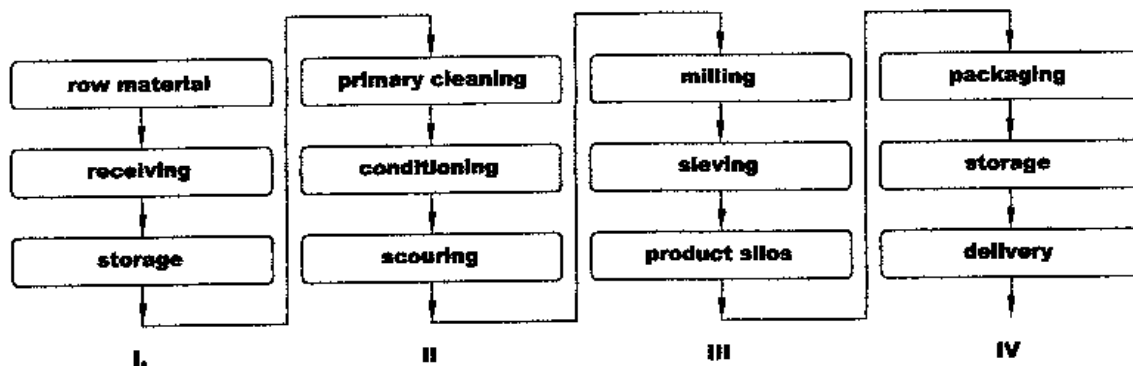 row material
receiving
storage
I.
primary cleaning
conditioning
scouring
II
milling
sieving
product silos
III
packaging
storage
delivery
IV